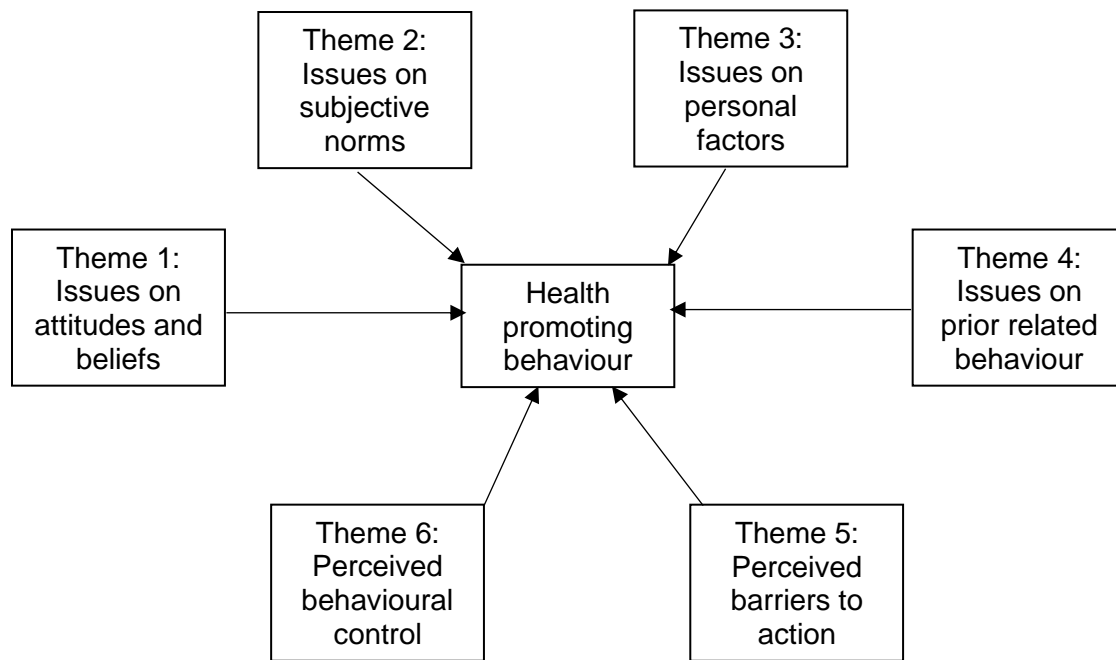 Theme 2:
Issues on
subjective
norms
Theme 3:
Issues on
personal
factors
Theme 1:
Issues on
attitudes and
beliefs
Health
promoting
behaviour
Theme 4:
Issues on
prior related
behaviour
Theme 6:
Perceived
behavioural
control
Theme 5:
Perceived
barriers to
action